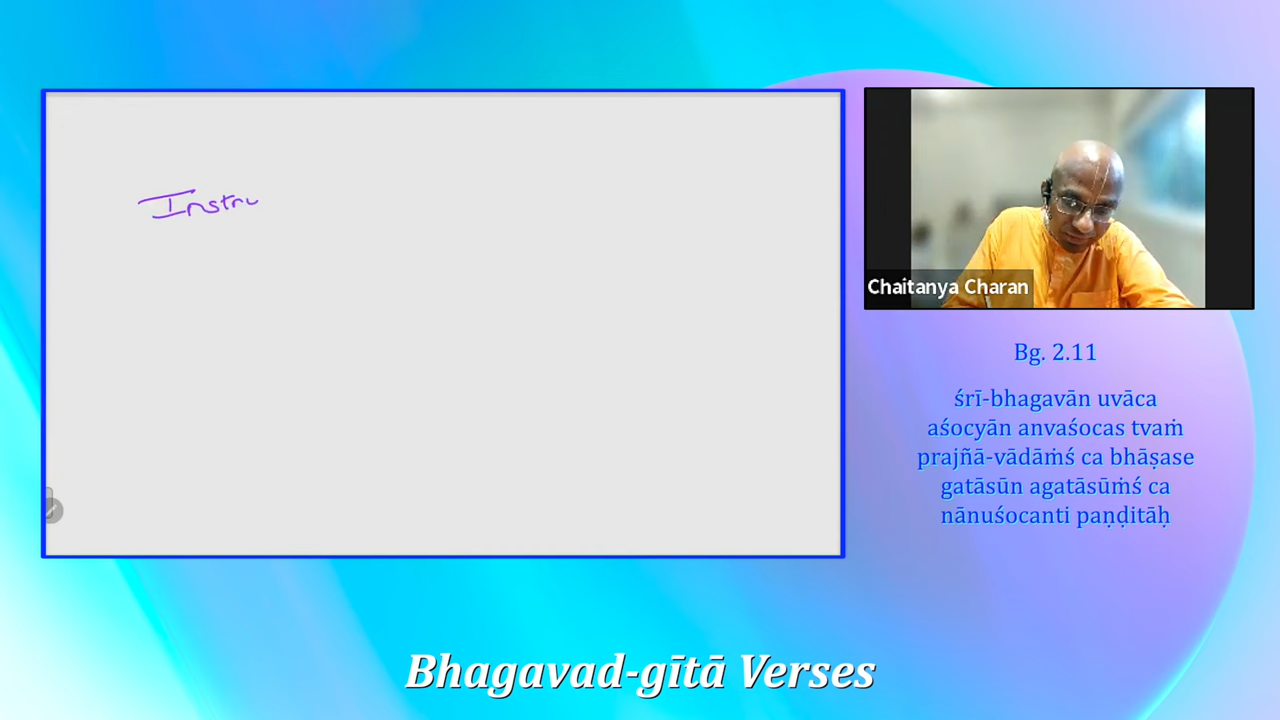 Instru
Chaitanya Charan
Bg. 2.11
śrī-bhagavān uvāca
aśocyān anvaśocas tvaṁ
prajñā-vādāṁś ca bhāṣase
gatāsūn agatāsūṁś ca
nānuśocanti paṇḍitāḥ
Bhagavad-gītā Verses